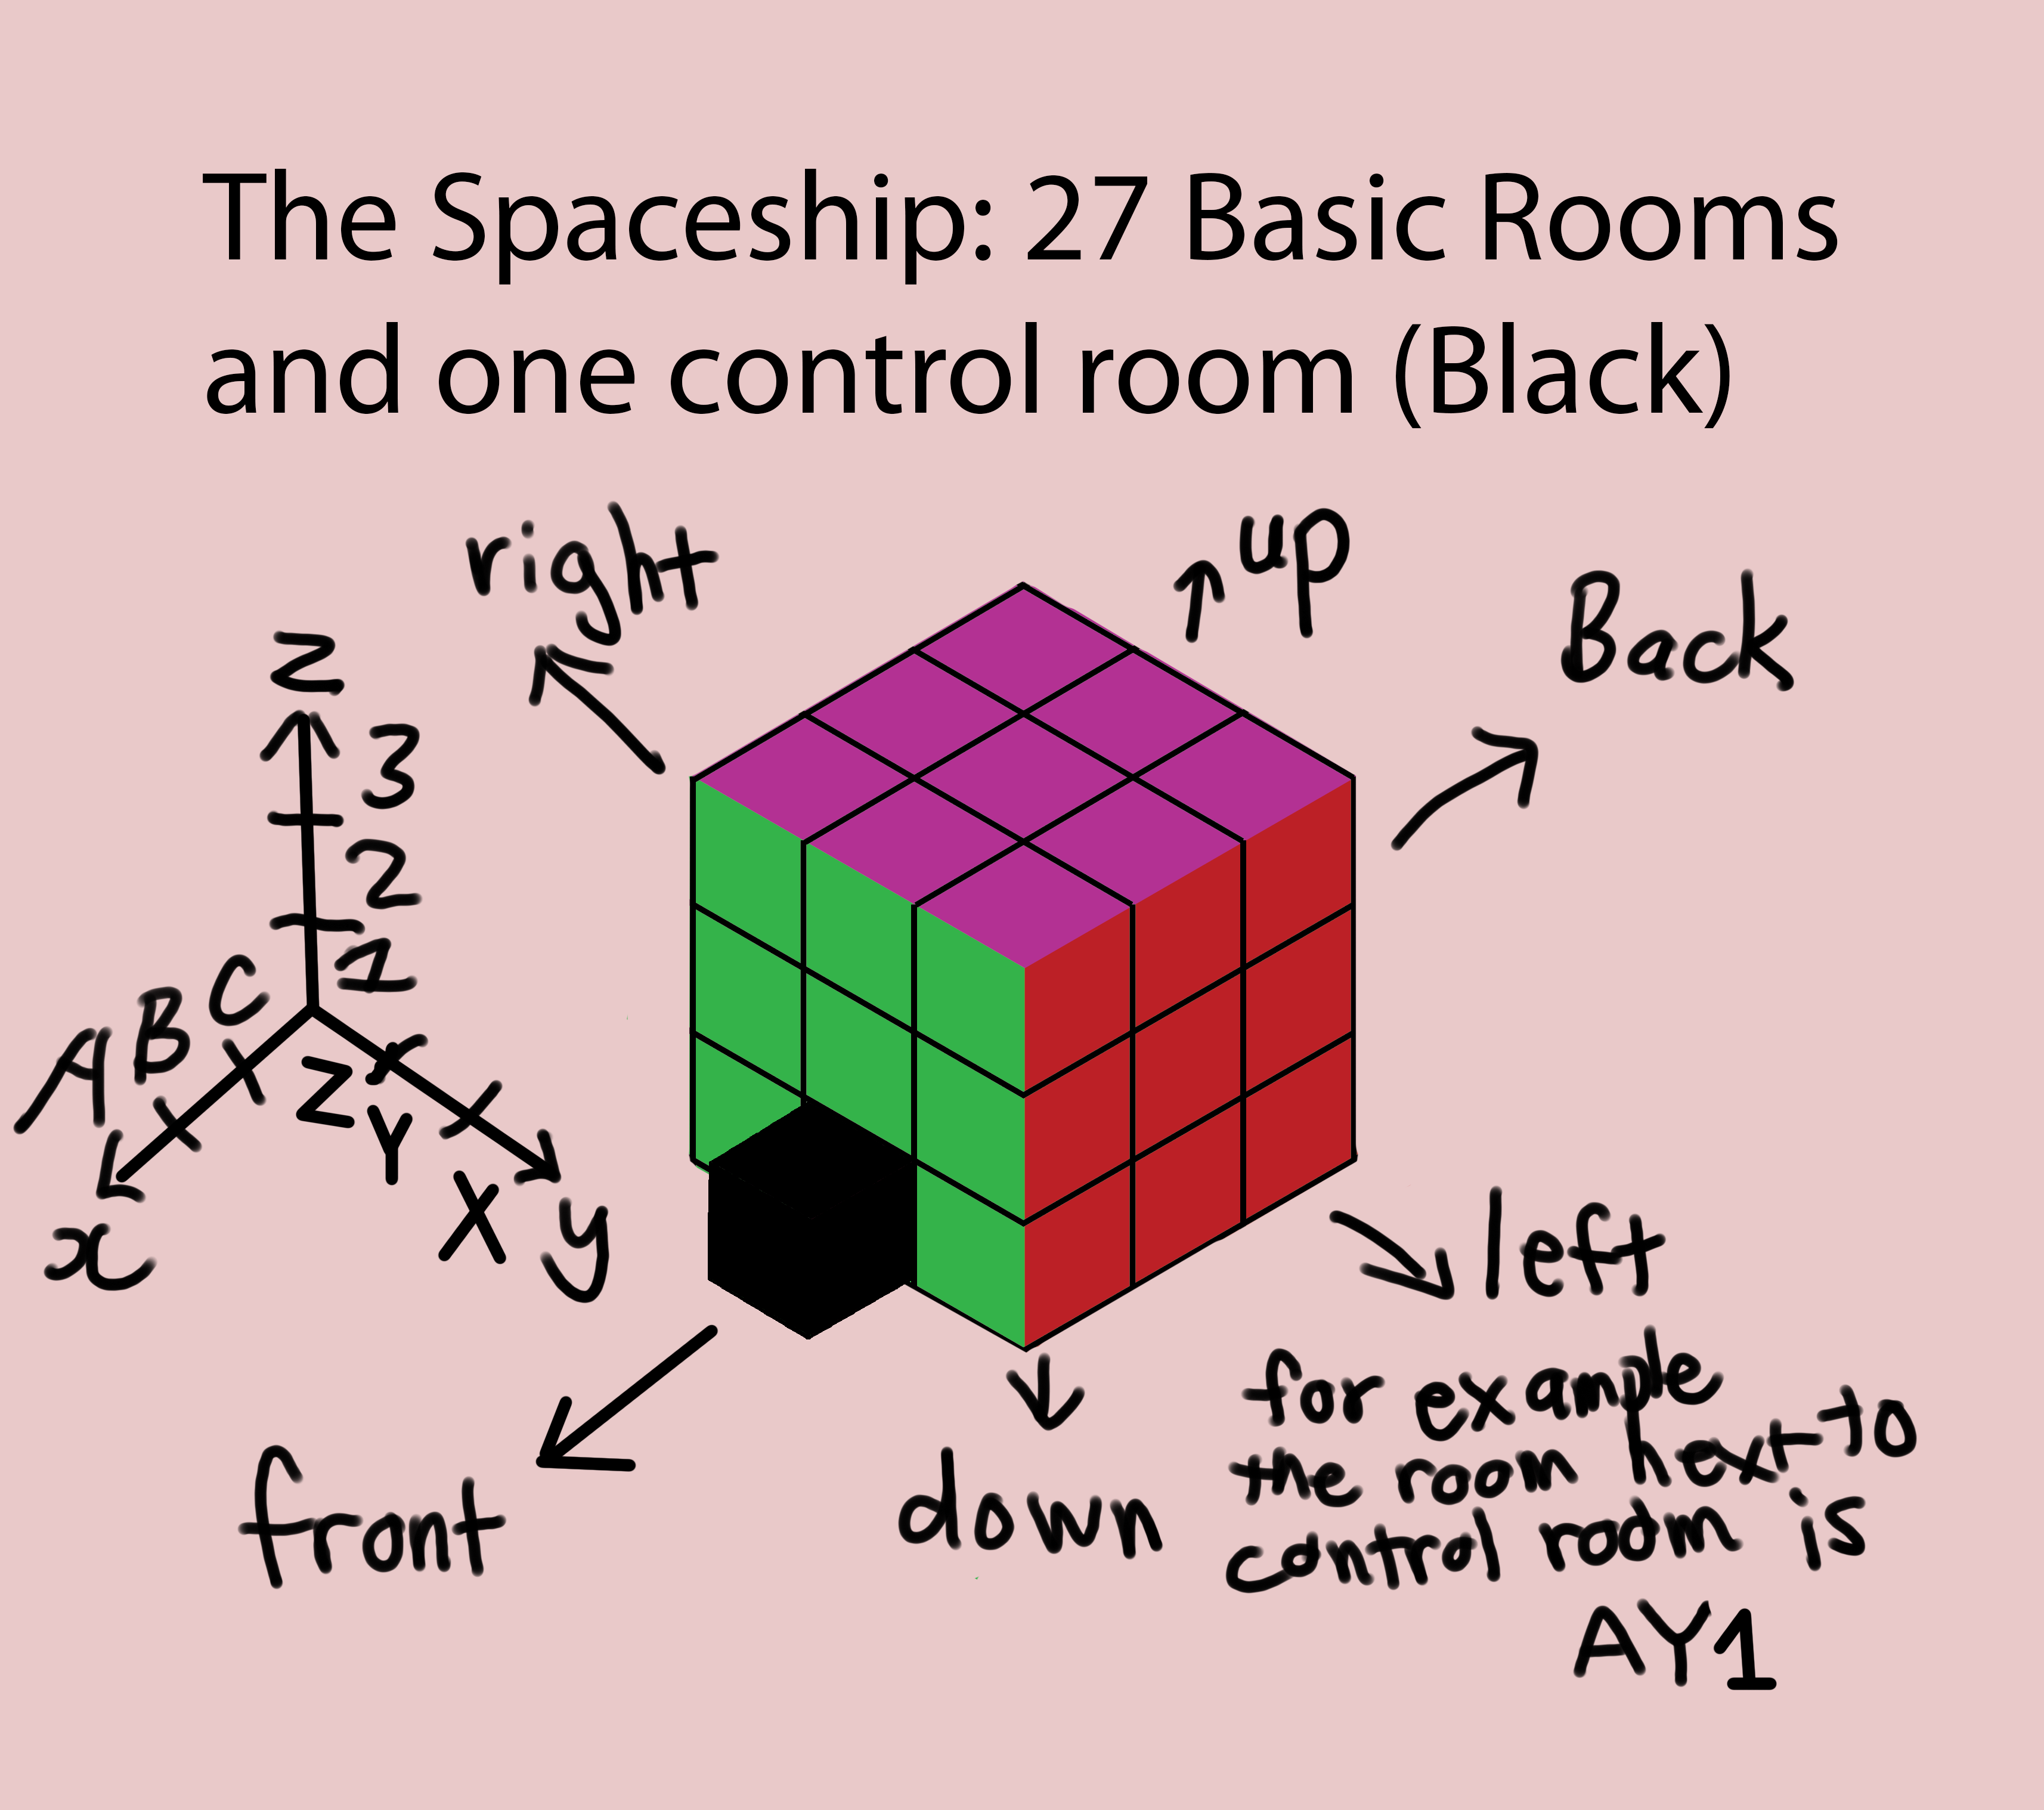 The Spaceship: 27 Basic Rooms
and one control room (Black)
right
up
Back
z
3
2
1
A B C
Z Y X
x
y
left
front
down
for example
the room next to
control room is
AY1